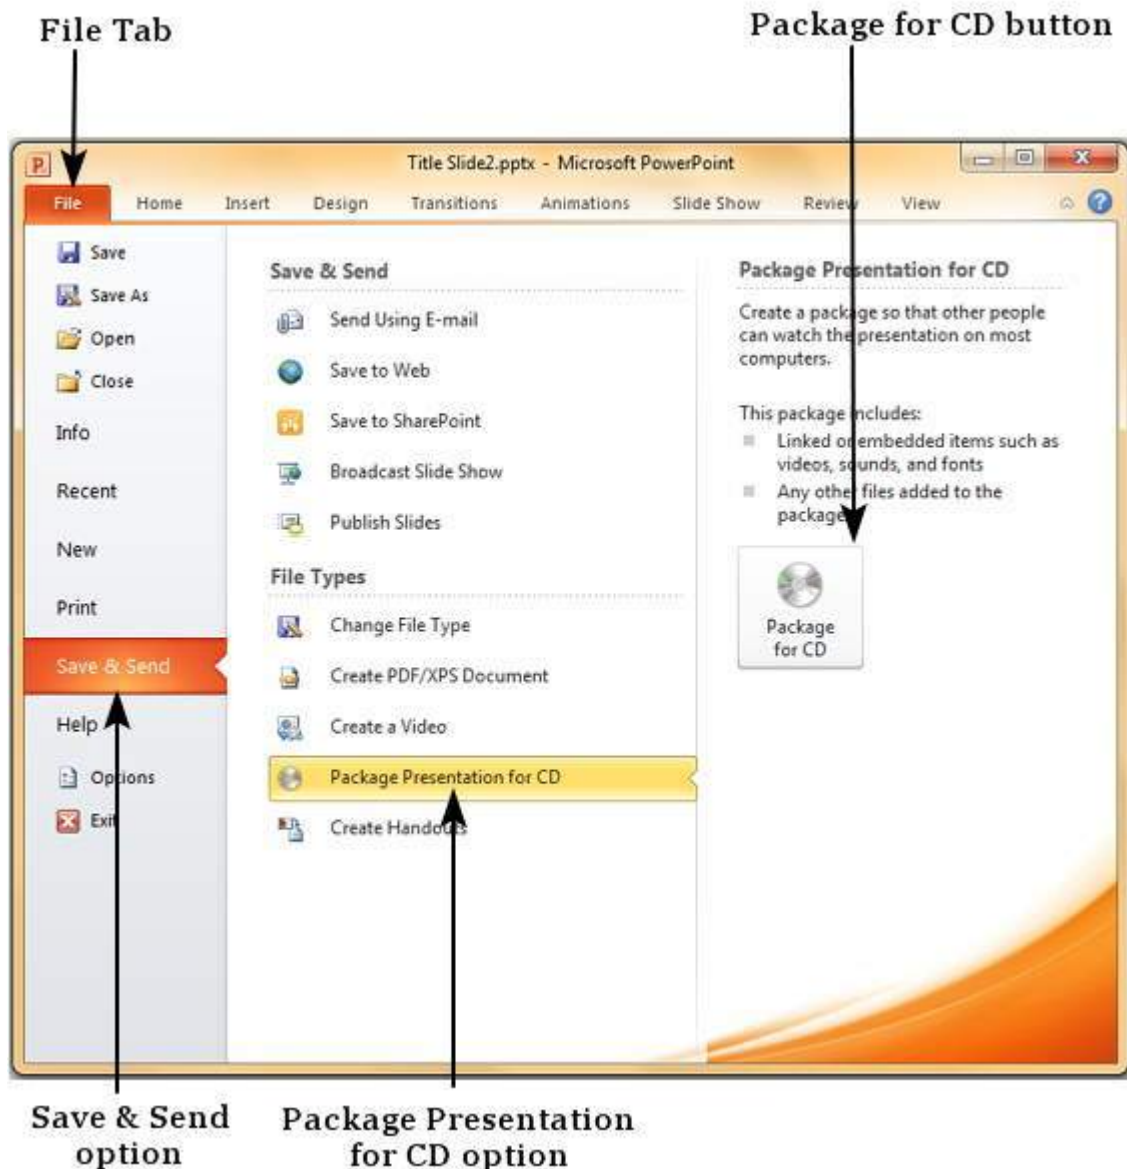 File Tab
Package for CD button
Title Slide2.pptx - Microsoft PowerPoint
File Home Insert Design Transitions Animations Slide Show Review View
Save
Save As
Open
Close
Info
Recent
New
Print
Save & Send
Help
Options
Exit
Save & Send
Send Using E-mail
Save to Web
Save to SharePoint
Broadcast Slide Show
Publish Slides
File Types
Change File Type
Create PDF/XPS Document
Create a Video
Package Presentation for CD
Create Handouts
Package Presentation for CD
Create a package so that other people
can watch the presentation on most
computers.
This package includes:
Linked or embedded items such as
videos, sounds, and fonts
Any other files added to the
package
Package
for CD
Save & Send
option
Package Presentation
for CD option